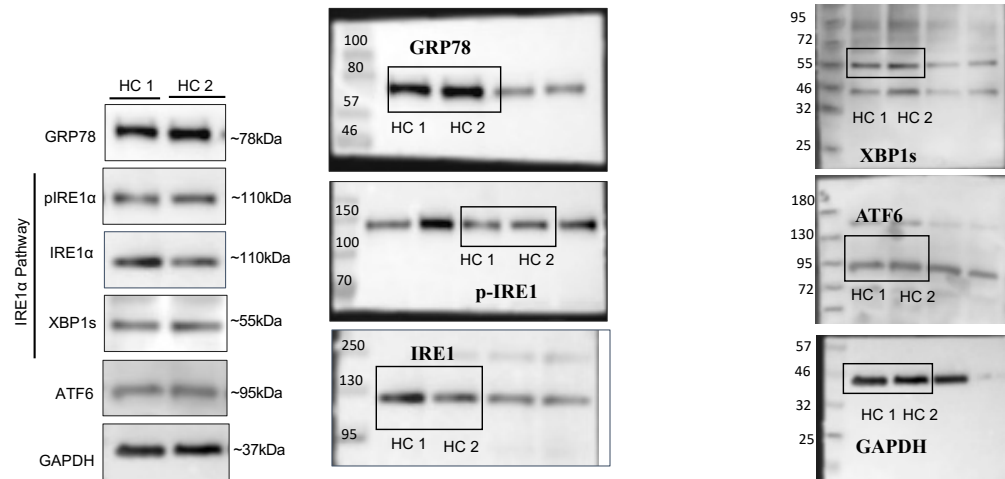 HC 1 HC 2
GRP78 ~78kDa
IRE1α Pathway
pIRE1α ~110kDa
IRE1α ~110kDa
XBP1s ~55kDa
ATF6 ~95kDa
GAPDH ~37kDa
100
80
57
46
GRP78
HC 1 HC 2
150
100
70
HC 1 HC 2
p-IRE1
250
130
95
IRE1
HC 1 HC 2
95
72
55
46
32
25
HC 1 HC 2
XBP1s
180
130
95
72
ATF6
HC 1 HC 2
57
46
32
25
HC 1 HC 2
GAPDH